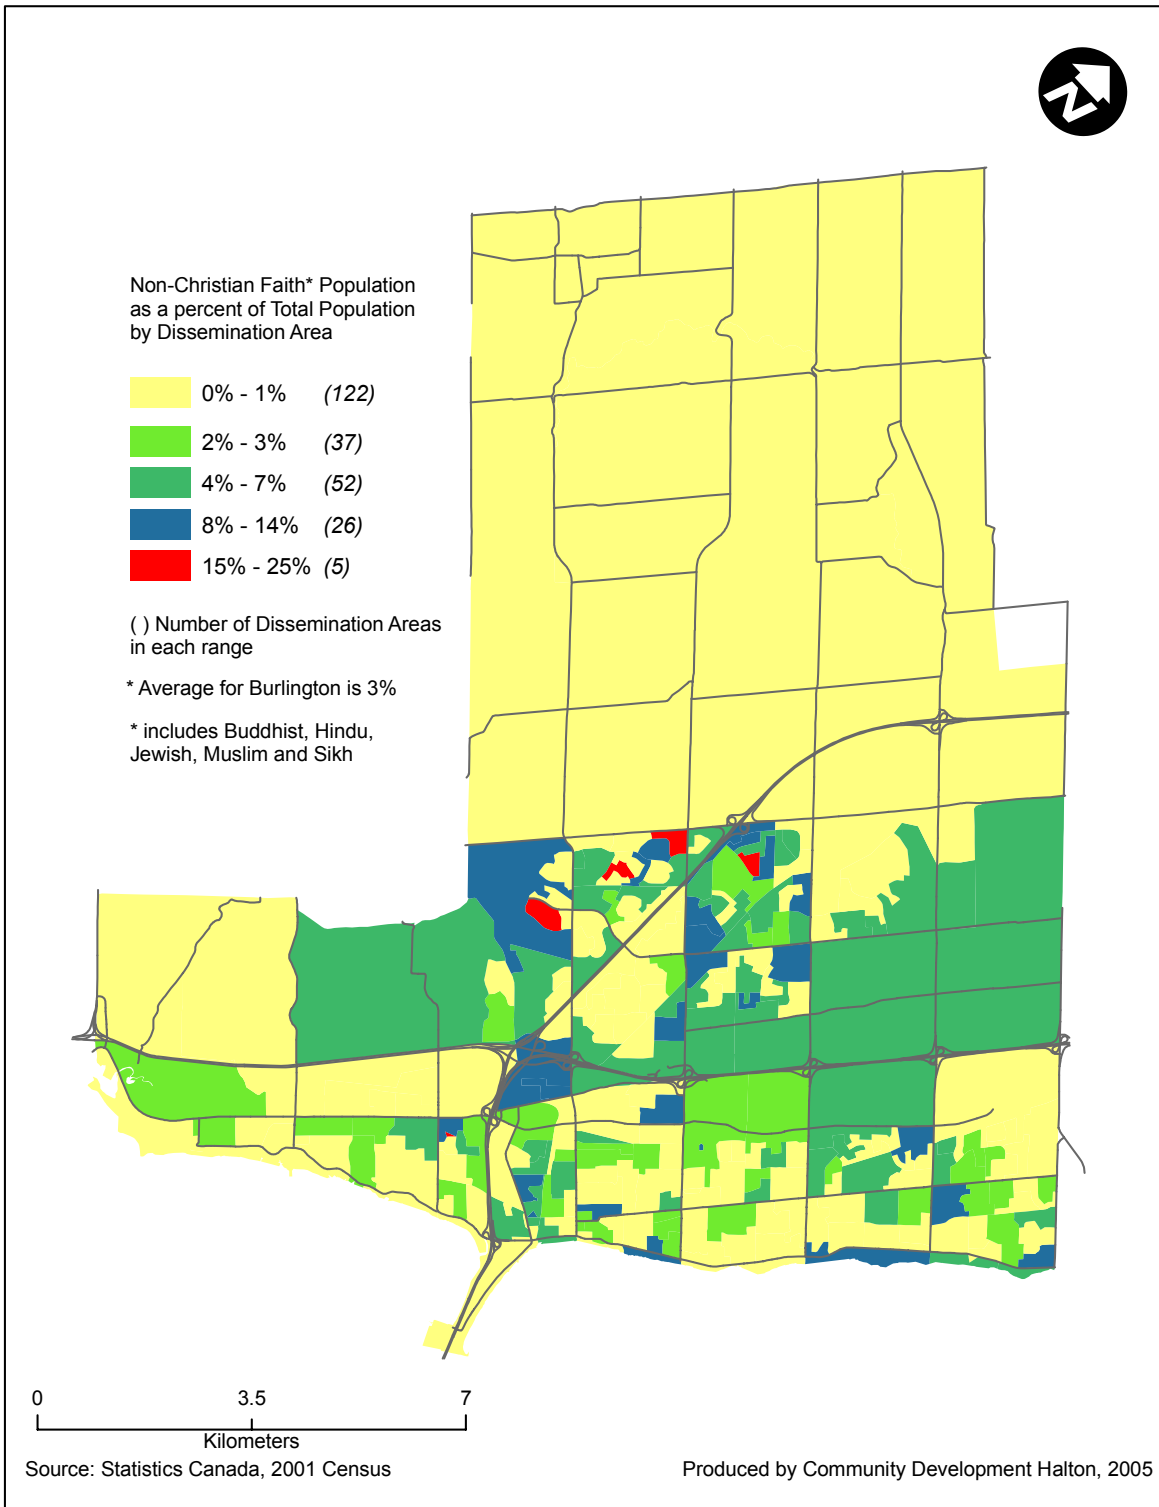 N
Non-Christian Faith* Population
as a percent of Total Population
by Dissemination Area
0% - 1% (122)
2% - 3% (37)
4% - 7% (52)
8% - 14% (26)
15% - 25% (5)
( ) Number of Dissemination Areas
in each range
* Average for Burlington is 3%
* includes Buddhist, Hindu,
Jewish, Muslim and Sikh
0 3.5 7
Kilometers
Source: Statistics Canada, 2001 Census
Produced by Community Development Halton, 2005